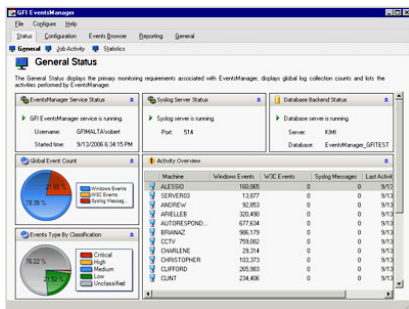 GFI EventsManager
File Configure Help
Status Configuration Events Browser Reporting General
General Job Activity Statistics
General Status
The General Status displays the primary monitoring requirements associated with EventsManager, displays global log collection counts and lists the activities performed by EventsManager.
EventsManager Service Status
GFI EventsManager service is running.
Username: GFIMALTA\robert
Started time: 9/13/2006 6:34:15 PM
Syslog Server Status
Syslog server is running.
Port: 514
Database Backend Status
Database server is running.
Server: KIMI
Database: EventsManager_GFITEST
Global Event Count
78.35 %
Windows Events
W3C Events
Syslog Messag...
Events Type By Classification
76.22 %
21.52 %
Critical
High
Medium
Low
Unclassified
Activity Overview
Machine Windows Events W3C Events Syslog Messages Last Activit
ALESSIO 160,065 0 0 9/13
SERVER03 13,877 0 0 9/13
ANDREW 92,853 0 0 9/13
ARIELLEB 320,490 0 0 9/13
AUTORESPOND... 677,634 0 0 9/13
BRIANAZ 986,179 0 0 9/13
CCTV 759,082 0 0 9/13
CHARLENE 29,314 0 0 9/13
CHRISTOPHER 103,373 0 0 9/13
CLIFFORD 265,983 0 0 9/13
CLINT 234,406 0 0 9/13